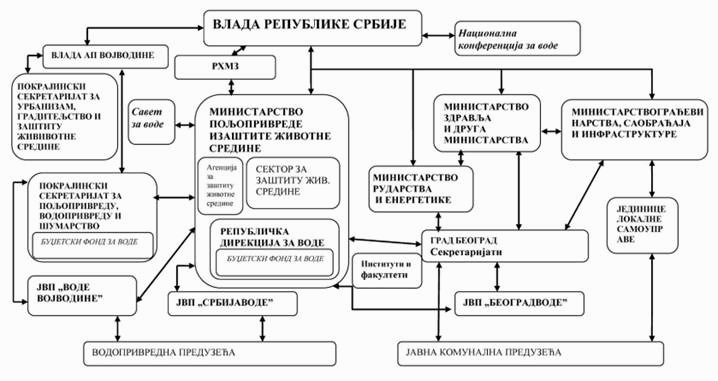 ВЛАДА РЕПУБЛИКЕ СРБИЈЕ
Национална
конференција за воде
ВЛАДА АП ВОЈВОДИНЕ
РХМЗ
ПОКРАЈИНСКИ
СЕКРЕТАРИЈАТ ЗА
УРБАНИЗАМ,
ГРАДИТЕЉСТВО И
ЗАШТИТУ
ЖИВИВОТНЕ
СРЕДИНЕ
Савет
за воде
МИНИСТАРСТВО
ПОЉОПРИВРЕДЕ
ИЗАШТИТЕ ЖИВОТНЕ
СРЕДИНЕ
Агенција
за
заштиту
животне
средине
СЕКТОР ЗА
ЗАШТИТУ ЖИВ.
СРЕДИНЕ
РЕПУБЛИЧКА
ДИРЕКЦИЈА ЗА ВОДЕ
БУЏЕТСКИ ФОНД ЗА ВОДЕ
МИНИСТАРСТВО
ЗДРАВЉА
И ДРУГА
МИНИСТАРСТВА
МИНИСТАРСТВОГРАЂЕВИ
НАРСТВА, САОБРАЋАЈА
И ИНФРАСТРУКТУРЕ
МИНИСТАРСТВО
РУДАРСТВА
И ЕНЕРГЕТИКЕ
ПОКРАЈИНСКИ
СЕКРЕТАРИЈАТ ЗА
ПОЉОПРИВРЕДУ,
ВОДОПРИВРЕДУ И
ШУМАРСТВО
БУЏЕТСКИ ФОНД ЗА ВОДЕ
ЈЕДИНИЦЕ
ЛОКАЛНЕ
САМОУПР
АВЕ
ГРАД БЕОГРАД
Секретаријати
Институти и
факултети
ЈВП „ВОДЕ
ВОЈВОДИНЕ”
ЈВП „СРБИЈАВОДЕ”
ЈВП „БЕОГРАДВОДЕ”
ВОДОПРИВРЕДНА ПРЕДУЗЕЋА
ЈАВНА КОМУНАЛНА ПРЕДУЗЕЋА